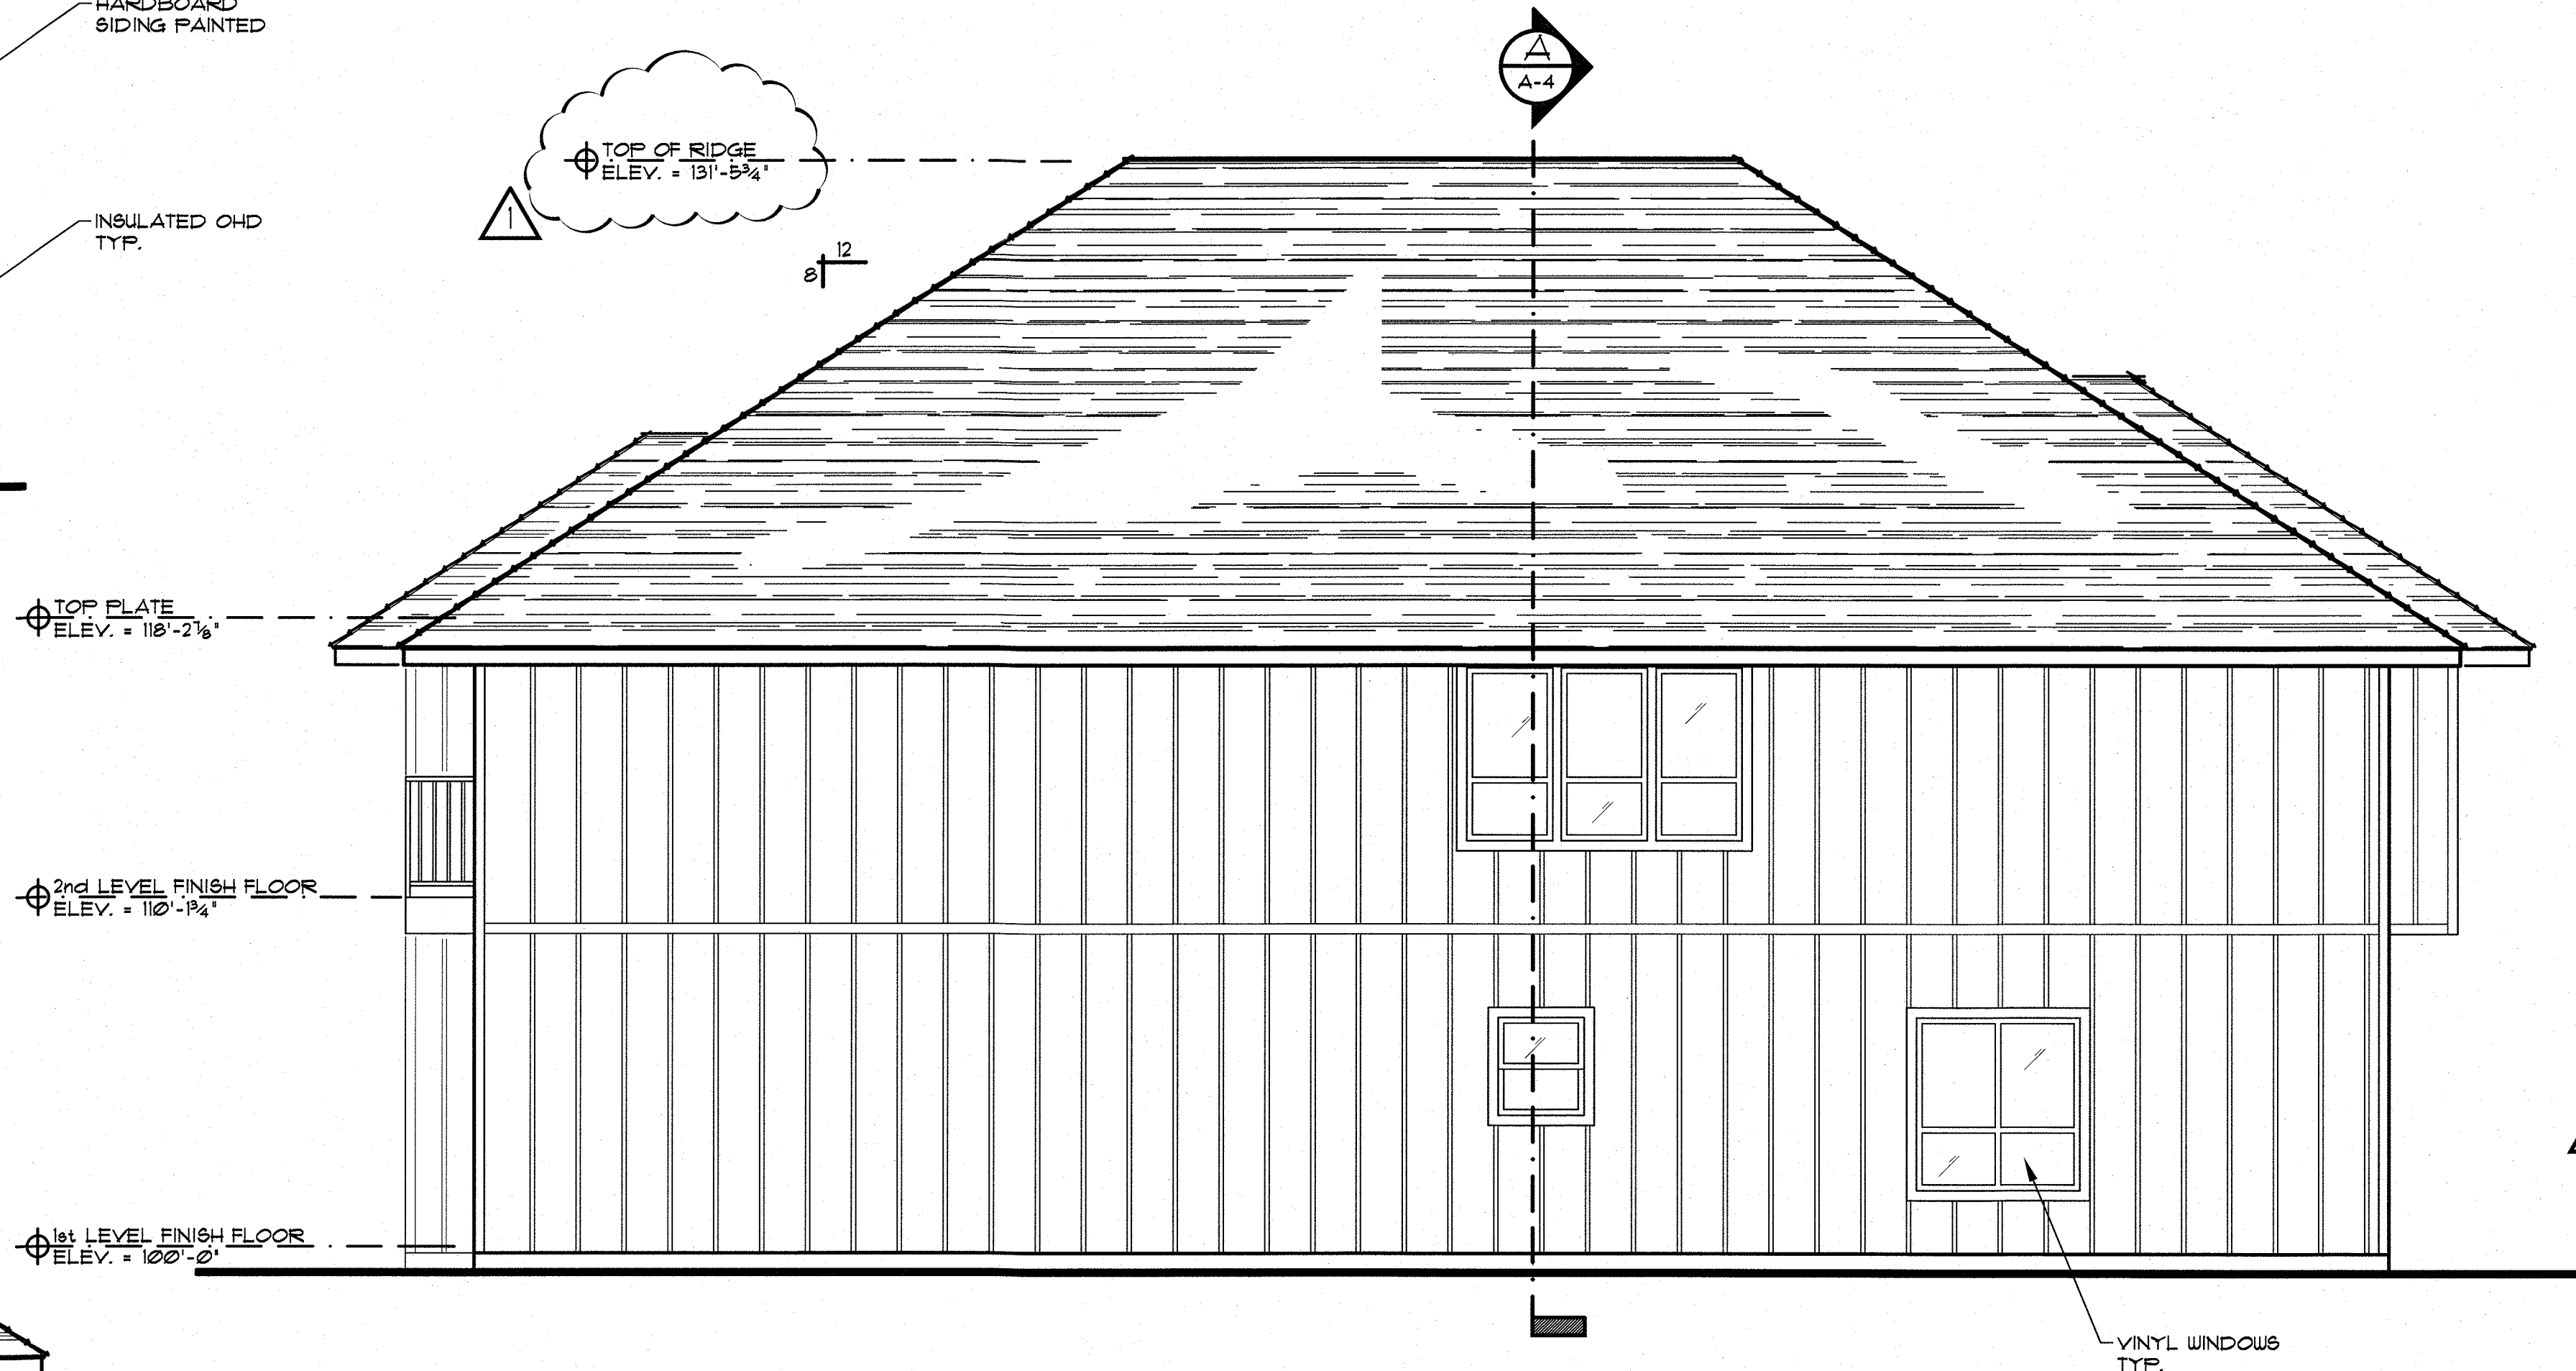 HARDBOARD
SIDING PAINTED
A
A-4
TOP OF RIDGE
ELEV. = 131'-5¾"
1
INSULATED OHD
TYP.
12
8
TOP PLATE
ELEV. = 118'-2⅞"
2nd LEVEL FINISH FLOOR
ELEV. = 110'-1¾"
1st LEVEL FINISH FLOOR
ELEV. = 100'-0"
VINYL WINDOWS
TYP.